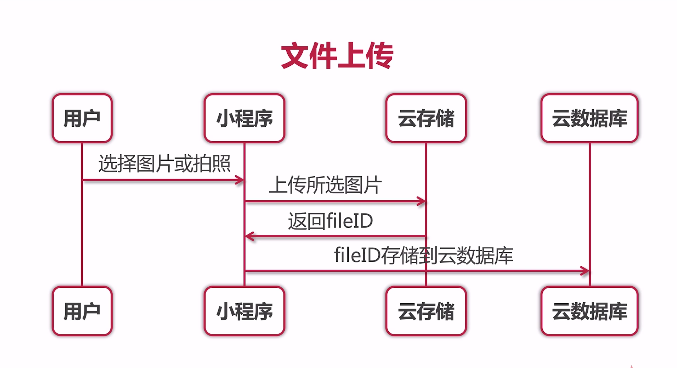 文件上传
用户
小程序
云存储
云数据库
选择图片或拍照
上传所选图片
返回fileID
fileID存储到云数据库
用户
小程序
云存储
云数据库